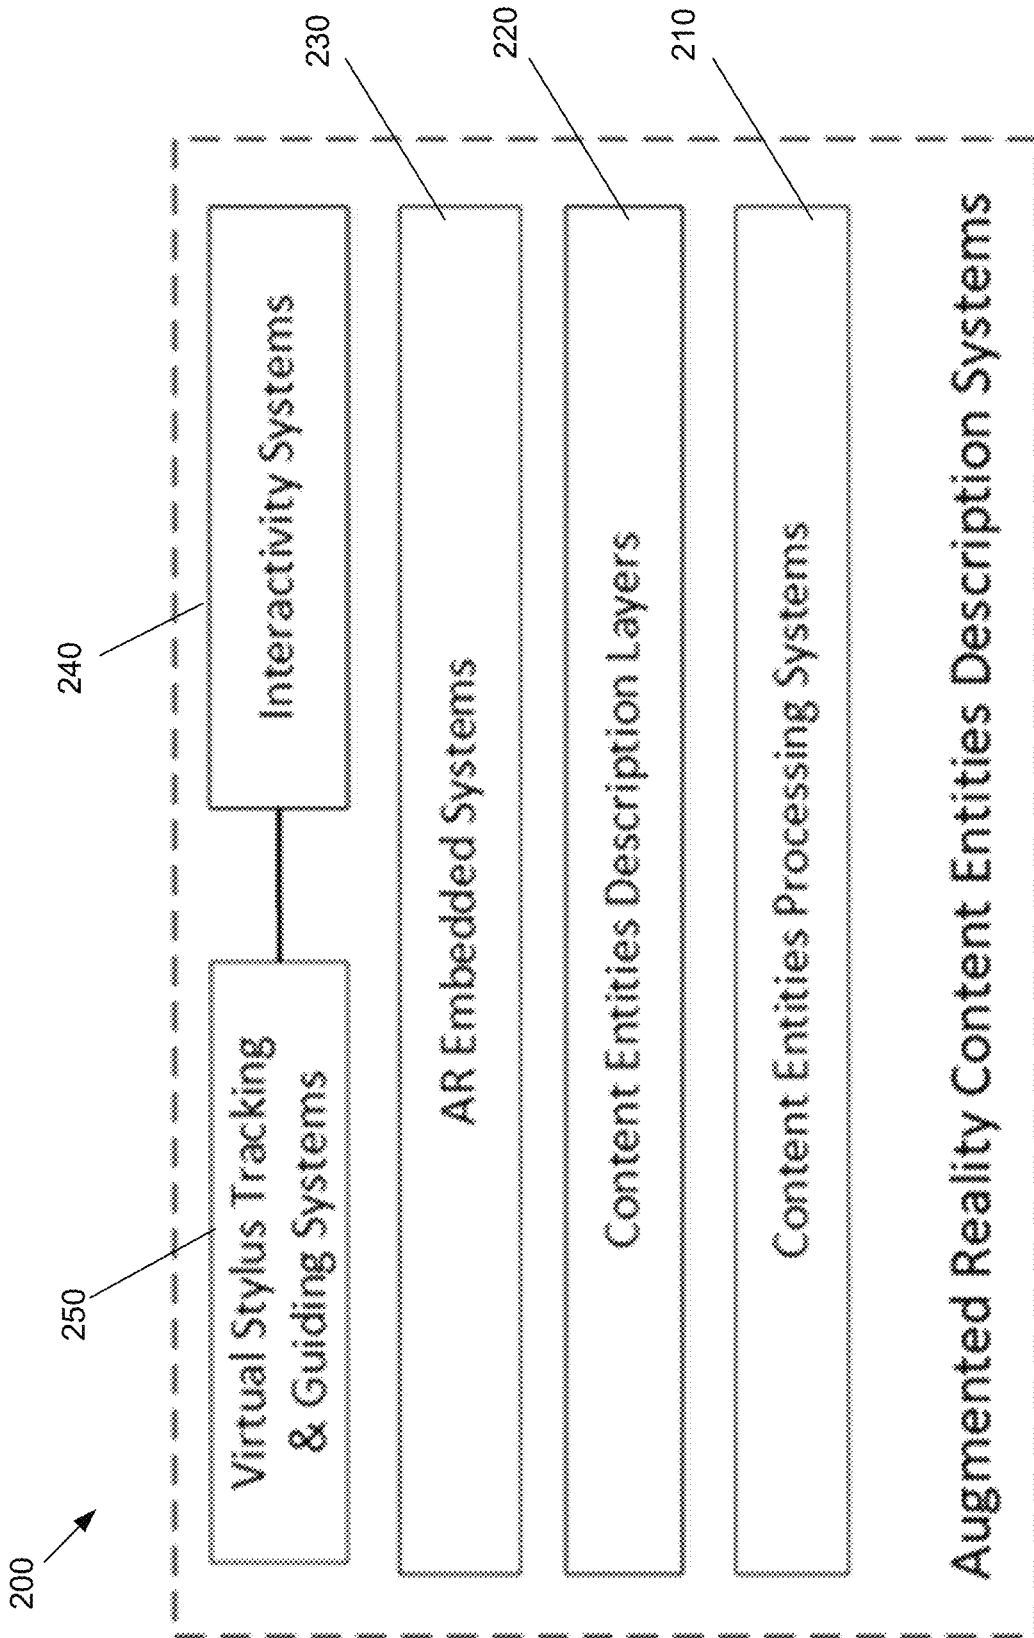 200
250
Virtual Stylus Tracking
& Guiding Systems
240
Interactivity Systems
230
AR Embedded Systems
220
Content Entities Description Layers
210
Content Entities Processing Systems
Augmented Reality Content Entities Description Systems